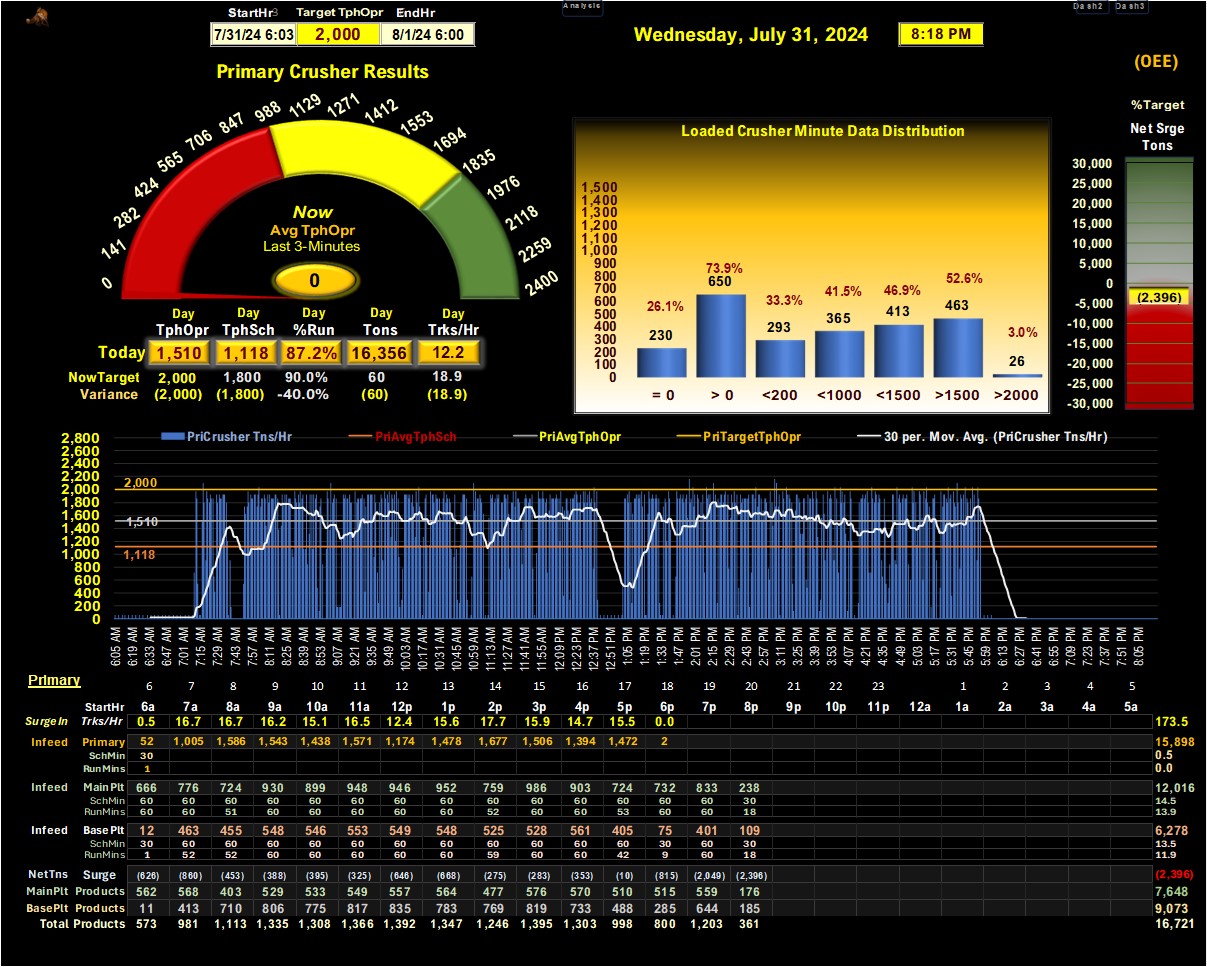 StartHr3 Target TphOpr EndHr
7/31/24 6:03 2,000 8/1/24 6:00
Analysis
Dash2 Dash3
Wednesday, July 31, 2024 8:18 PM
(OEE)
Primary Crusher Results
0 141 282 424 565 706 847 988 1129 1271 1412 1553 1694 1835 1976 2118 2259 2400
Now
Avg TphOpr
Last 3-Minutes
0
Day Day Day Day Day
TphOpr TphSch %Run Tons Trks/Hr
Today 1,510 1,118 87.2% 16,356 12.2
NowTarget 2,000 1,800 90.0% 60 18.9
Variance (2,000) (1,800) -40.0% (60) (18.9)
Loaded Crusher Minute Data Distribution
1,500
1,400
1,300
1,200
1,100
1,000
900
800
700
600
500
400
300
200
100
0
26.1% 73.9% 33.3% 41.5% 46.9% 52.6% 3.0%
230 650 293 365 413 463 26
= 0 > 0 <200 <1000 <1500 >1500 >2000
%Target
Net Srge
Tons
30,000
25,000
20,000
15,000
10,000
5,000
0
-5,000
-10,000
-15,000
-20,000
-25,000
-30,000
(2,396)
PriCrusher Tns/Hr PriAvgTphSch PriAvgTphOpr PriTargetTphOpr 30 per. Mov. Avg. (PriCrusher Tns/Hr)
2,800
2,600
2,400
2,200
2,000
1,800
1,600
1,400
1,200
1,000
800
600
400
200
0
2,000
1,510
1,118
6:05 AM 6:19 AM 6:33 AM 6:47 AM 7:01 AM 7:15 AM 7:29 AM 7:43 AM 7:57 AM 8:11 AM 8:25 AM 8:39 AM 8:53 AM 9:07 AM 9:21 AM 9:35 AM 9:49 AM 10:03 AM 10:17 AM 10:31 AM 10:45 AM 10:59 AM 11:13 AM 11:27 AM 11:41 AM 11:55 AM 12:09 PM 12:23 PM 12:37 PM 12:51 PM 1:05 PM 1:19 PM 1:33 PM 1:47 PM 2:01 PM 2:15 PM 2:29 PM 2:43 PM 2:57 PM 3:11 PM 3:25 PM 3:39 PM 3:53 PM 4:07 PM 4:21 PM 4:35 PM 4:49 PM 5:03 PM 5:17 PM 5:31 PM 5:45 PM 5:59 PM 6:13 PM 6:27 PM 6:41 PM 6:55 PM 7:09 PM 7:23 PM 7:37 PM 7:51 PM 8:05 PM
Primary
6 7 8 9 10 11 12 13 14 15 16 17 18 19 20 21 22 23 1 2 3 4 5
StartHr 6a 7a 8a 9a 10a 11a 12p 1p 2p 3p 4p 5p 6p 7p 8p 9p 10p 11p 12a 1a 2a 3a 4a 5a
SurgeIn Trks/Hr 0.5 16.7 16.7 16.2 15.1 16.5 12.4 15.6 17.7 15.9 14.7 15.5 0.0 173.5
Infeed Primary 52 1,005 1,586 1,543 1,438 1,571 1,174 1,478 1,677 1,506 1,394 1,472 2 15,898
SchMin 30 0.5
RunMins 1 0.0
Infeed MainPlt 666 776 724 930 899 948 946 952 759 986 903 724 732 833 238 12,016
SchMin 60 60 60 60 60 60 60 60 60 60 60 60 60 60 30 14.5
RunMins 60 60 51 60 60 60 60 60 52 60 60 53 60 60 18 13.9
Infeed Base Plt 12 463 455 548 546 553 549 548 525 528 561 405 75 401 109 6,278
SchMin 30 60 60 60 60 60 60 60 60 60 60 60 30 60 30 13.5
RunMins 1 52 52 60 60 60 60 60 59 60 60 42 9 60 18 11.9
NetTns Surge (626) (860) (453) (388) (395) (325) (646) (668) (275) (283) (353) (10) (815) (2,049) (2,396) (2,396)
MainPlt Products 562 568 403 529 533 549 557 564 477 576 570 510 515 559 176 7,648
BasePlt Products 11 413 710 806 775 817 835 783 769 819 733 488 285 644 185 9,073
Total Products 573 981 1,113 1,335 1,308 1,366 1,392 1,347 1,246 1,395 1,303 998 800 1,203 361 16,721